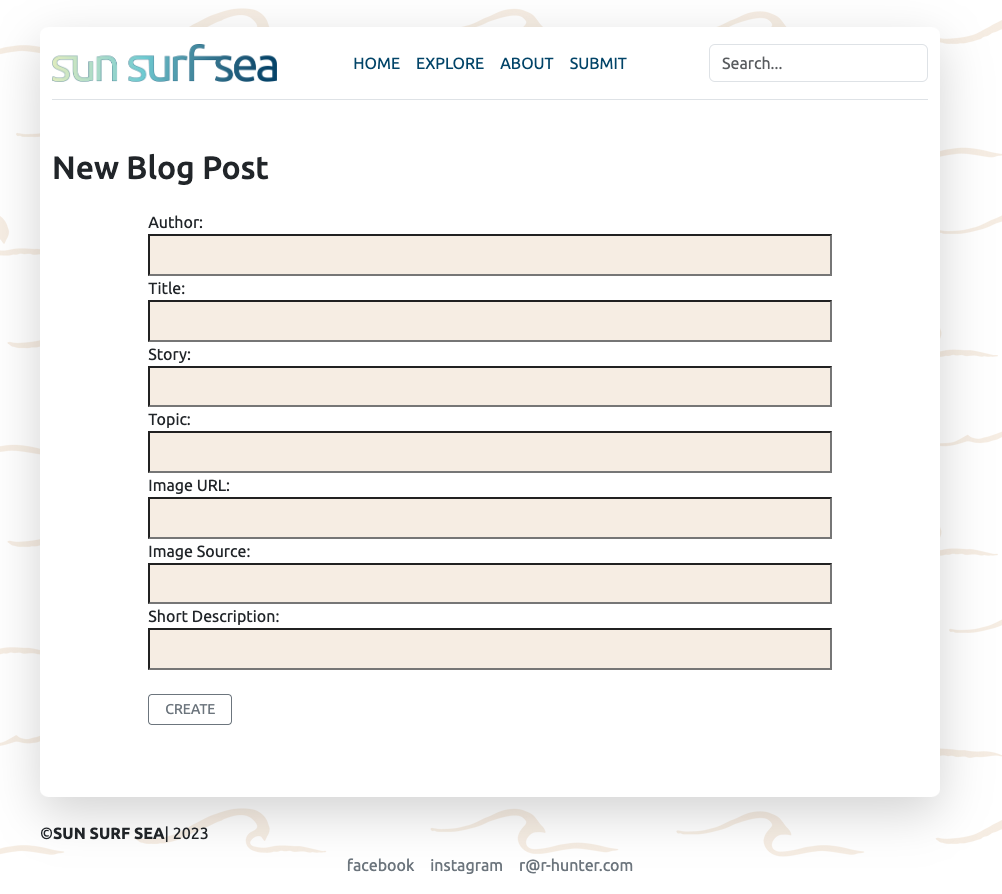 sun surf sea
HOME EXPLORE ABOUT SUBMIT
Search...
New Blog Post
Author:
Title:
Story:
Topic:
Image URL:
Image Source:
Short Description:
CREATE
©SUN SURF SEA| 2023
facebook instagram r@r-hunter.com